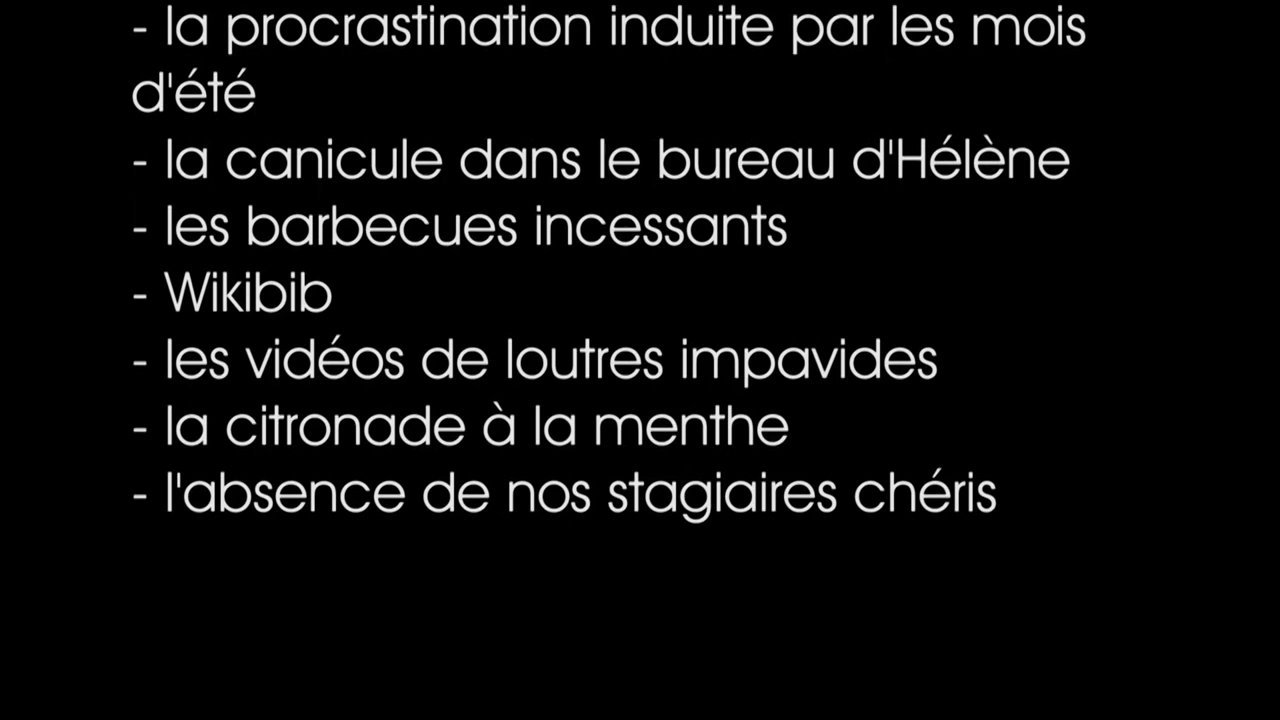 - la procrastination induite par les mois
d'été
- la canicule dans le bureau d'Hélène
- les barbecues incessants
- Wikibib
- les vidéos de loutres impavides
- la citronade à la menthe
- l'absence de nos stagiaires chéris